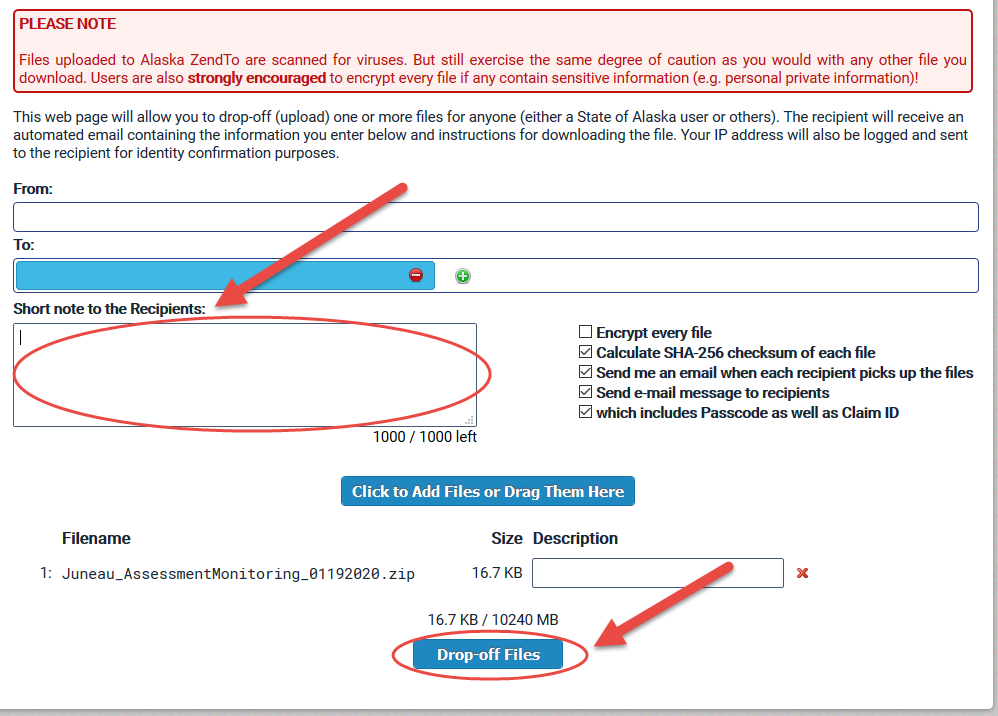 PLEASE NOTE
Files uploaded to Alaska ZendTo are scanned for viruses. But still exercise the same degree of caution as you would with any other file you
download. Users are also strongly encouraged to encrypt every file if any contain sensitive information (e.g. personal private information)!
This web page will allow you to drop-off (upload) one or more files for anyone (either a State of Alaska user or others). The recipient will receive an
automated email containing the information you enter below and instructions for downloading the file. Your IP address will also be logged and sent
to the recipient for identity confirmation purposes.
From:
To:
Short note to the Recipients:
1000 / 1000 left
Encrypt every file
Calculate SHA-256 checksum of each file
Send me an email when each recipient picks up the files
Send e-mail message to recipients
which includes Passcode as well as Claim ID
Click to Add Files or Drag Them Here
Filename Size Description
1: Juneau_AssessmentMonitoring_01192020.zip 16.7 KB
16.7 KB / 10240 MB
Drop-off Files